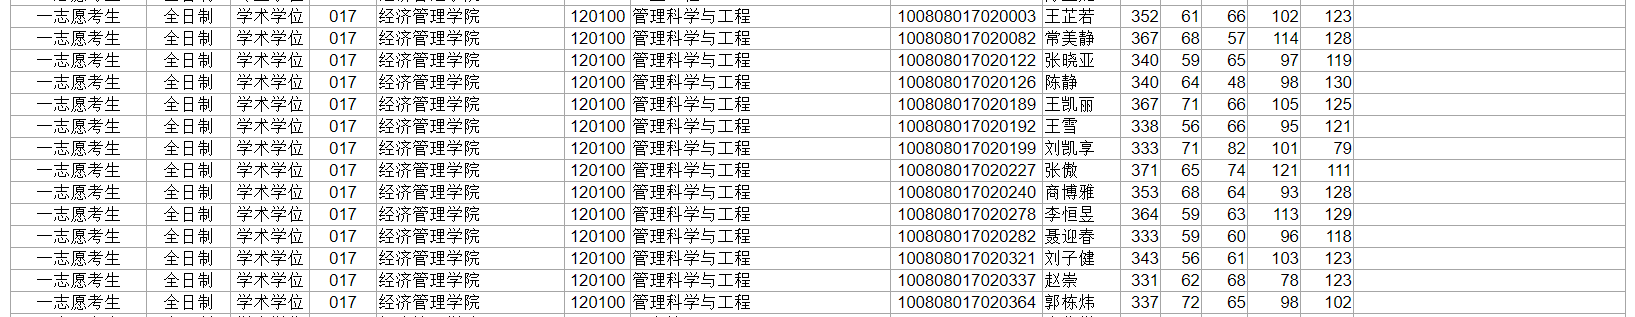 一志愿考生 全日制 学术学位 017 经济管理学院 120100 管理科学与工程 100808017020003 王芷若 352 61 66 102 123
一志愿考生 全日制 学术学位 017 经济管理学院 120100 管理科学与工程 100808017020082 常美静 367 68 57 114 128
一志愿考生 全日制 学术学位 017 经济管理学院 120100 管理科学与工程 100808017020122 张晓亚 340 59 65 97 119
一志愿考生 全日制 学术学位 017 经济管理学院 120100 管理科学与工程 100808017020126 陈静 340 64 48 98 130
一志愿考生 全日制 学术学位 017 经济管理学院 120100 管理科学与工程 100808017020189 王凯丽 367 71 66 105 125
一志愿考生 全日制 学术学位 017 经济管理学院 120100 管理科学与工程 100808017020192 王雪 338 56 66 95 121
一志愿考生 全日制 学术学位 017 经济管理学院 120100 管理科学与工程 100808017020199 刘凯享 333 71 82 101 79
一志愿考生 全日制 学术学位 017 经济管理学院 120100 管理科学与工程 100808017020227 张傲 371 65 74 121 111
一志愿考生 全日制 学术学位 017 经济管理学院 120100 管理科学与工程 100808017020240 商博雅 353 68 64 93 128
一志愿考生 全日制 学术学位 017 经济管理学院 120100 管理科学与工程 100808017020278 李恒昱 364 59 63 113 129
一志愿考生 全日制 学术学位 017 经济管理学院 120100 管理科学与工程 100808017020282 聂迎春 333 59 60 96 118
一志愿考生 全日制 学术学位 017 经济管理学院 120100 管理科学与工程 100808017020321 刘子健 343 56 61 103 123
一志愿考生 全日制 学术学位 017 经济管理学院 120100 管理科学与工程 100808017020337 赵崇 331 62 68 78 123
一志愿考生 全日制 学术学位 017 经济管理学院 120100 管理科学与工程 100808017020364 郭栋炜 337 72 65 98 102